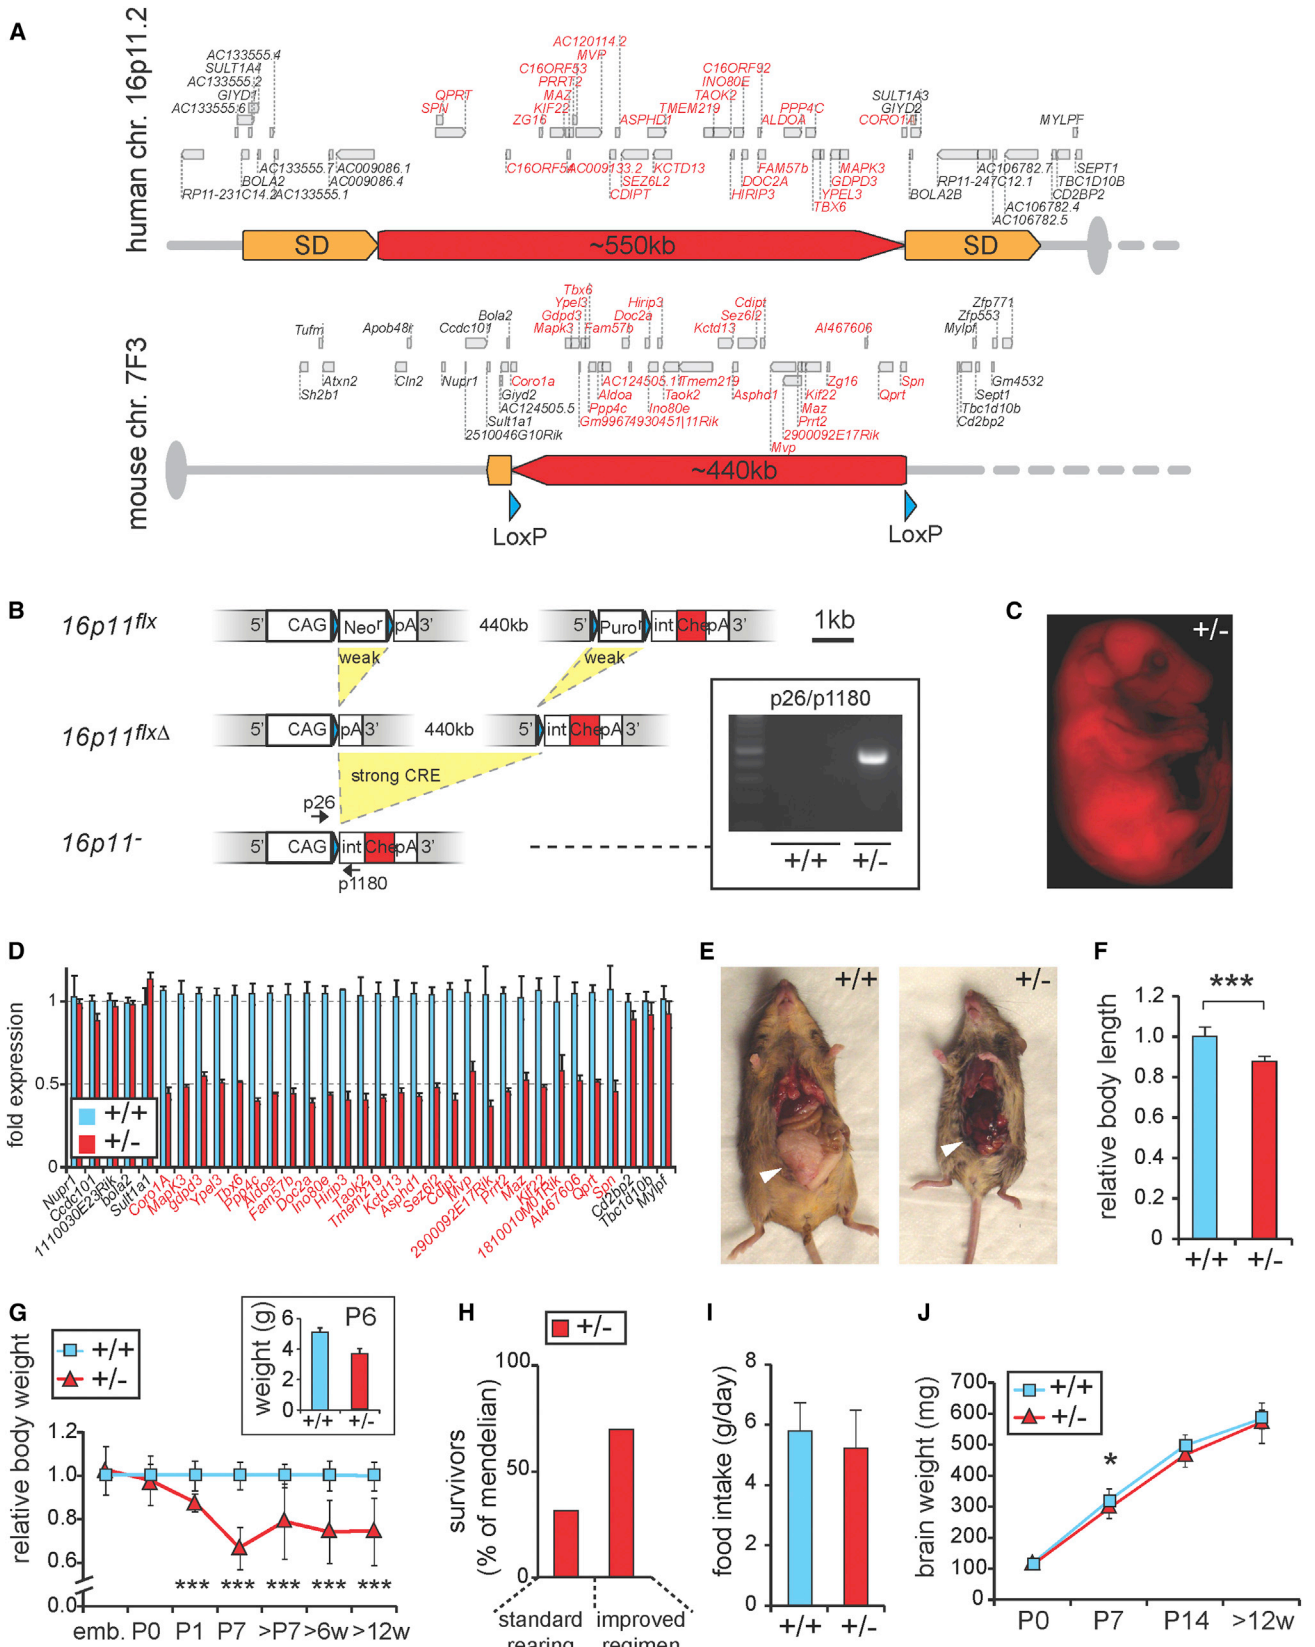 A
human chr. 16p11.2
AC133555.4
SULT1A4
AC133555.2
GIYD1
AC133555.6
AC120114.2
MVP
C16ORF53
PRRT2
MAZ
KIF22
ZG16
QPRT
SPN
ASPHD1
C16ORF92
INO80E
TAOK2
TMEM219
PPP4C
ALDOA
SULT1A3
GIYD2
CORO1A
MYLPF
AC133555.7
BOLA2
RP11-231C14.2
AC133555.1
AC009086.1
AC009086.4
C16ORF54
AC009133.2
KCTD13
SEZ6L2
CDIPT
FAM57b
DOC2A
HIRIP3
MAPK3
GDPD3
YPEL3
TBX6
AC106782.7
RP11-247C12.1
BOLA2B
AC106782.4
AC106782.5
SEPT1
TBC1D10B
CD2BP2
SD
~550kb
SD
mouse chr. 7F3
Tufm
Apob48r
Bola2
Ccdc101
Tbx6
Ypel3
Gdpd3
Mapk3
Fam57b
Hirip3
Doc2a
Cdipt
Sez6l2
Kctd13
AI467606
Zfp771
Zfp553
Mylpf
Atxn2
Sh2b1
Cln2
Nupr1
Coro1a
Giyd2
AC124505.5
Sult1a1
2510046G10Rik
AC124505.11
Tmem219
Aldoa
Taok2
Ppp4c
Ino80e
Gm9967
4930451I11Rik
Asphd1
Zg16
Kif22
Maz
Prrt2
2900092E17Rik
Mvp
Spn
Qprt
Gm4532
Sept1
Tbc1d10b
Cd2bp2
~440kb
LoxP
LoxP
B
16p11flx
5' CAG Neor pA 3' 440kb 5' Puror int Che pA 3'
1kb
weak
weak
16p11flxΔ
5' CAG pA 3' 440kb 5' int Che pA 3'
strong CRE
p26
16p11-
5' CAG int Che pA 3'
p1180
p26/p1180
+/+
+/-
C
+/-
D
fold expression
1
0.5
0
+/+
+/-
Nupr1
Ccdc101
1110030E23Rik
bola2
Sult1a1
Coro1A
MapK3
gdpd3
Ypel3
Tbx6
PPP4c
Aldoa
Fam57b
Doc2a
Ino80e
Hirip3
Taok2
Tmem219
Kctd13
Asphd1
Sez6l2
Cdipt
Mvp
2900092E17Rik
Prrt2
Maz
Kif22
1810010M01Rik
AI467606
Qprt
Spn
Cd2bp2
Tbc1d10b
Mylpf
E
+/+
+/-
F
relative body length
1.2
1.0
0.8
0.6
0.4
0.2
0
***
+/+
+/-
G
+/+
+/-
relative body weight
1.2
1.0
0.8
0.6
0.0
weight (g)
P6
6
4
2
0
+/+
+/-
*** *** *** *** ***
emb. P0 P1 P7 >P7 >6w >12w
H
+/-
survivors
(% of mendelian)
100
50
0
standard
rearing
improved
regimen
I
food intake (g/day)
8
6
4
2
0
+/+
+/-
J
+/+
+/-
brain weight (mg)
700
600
500
400
300
200
100
0
*
P0 P7 P14 >12w